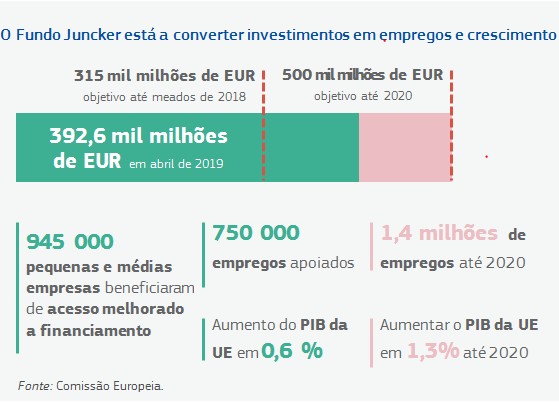 O Fundo Juncker está a converter investimentos em empregos e crescimento
315 mil milhões de EUR
objetivo até meados de 2018
500 mil milhões de EUR
objetivo até 2020
392,6 mil milhões
de EUR em abril de 2019
945 000
pequenas e médias
empresas beneficiaram
de acesso melhorado
a financiamento
750 000
empregos apoiados
1,4 milhões de
empregos até 2020
Aumento do PIB da
UE em 0,6 %
Aumentar o PIB da UE
em 1,3% até 2020
Fonte: Comissão Europeia.